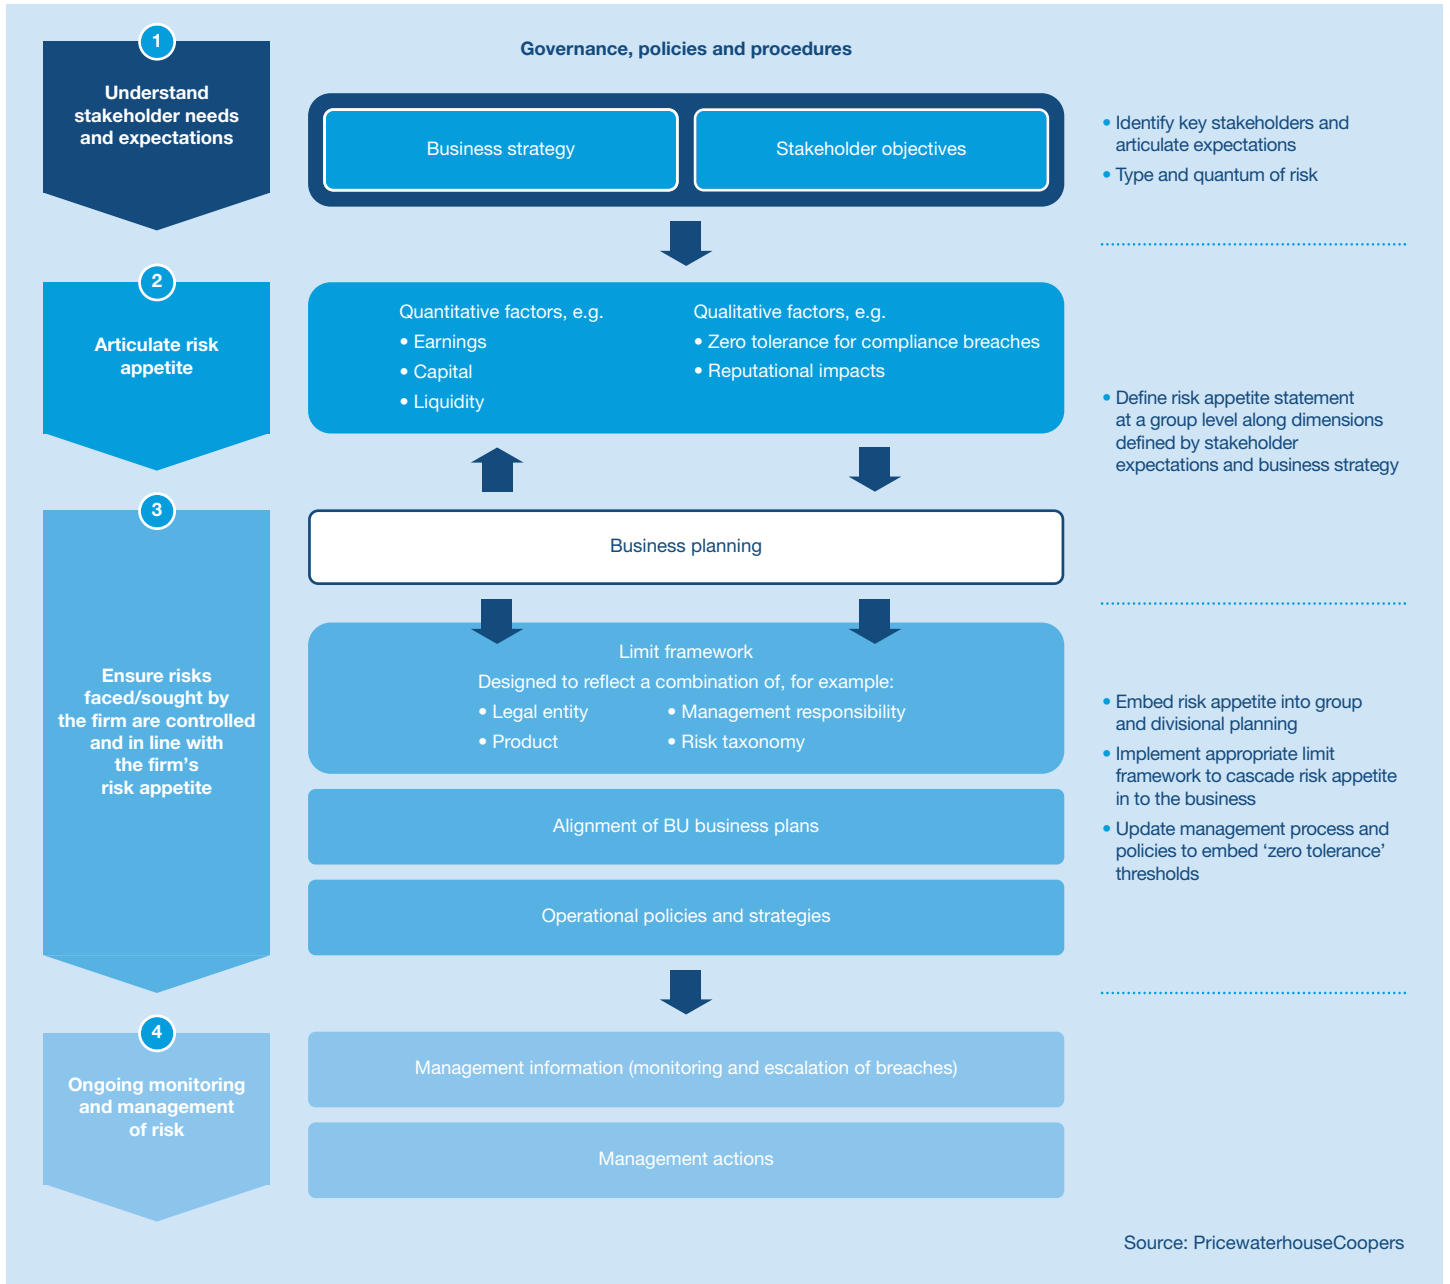 1
Understand
stakeholder needs
and expectations
Governance, policies and procedures
Business strategy
Stakeholder objectives
• Identify key stakeholders and
articulate expectations
• Type and quantum of risk
2
Articulate risk
appetite
Quantitative factors, e.g.
• Earnings
• Capital
• Liquidity
Qualitative factors, e.g.
• Zero tolerance for compliance breaches
• Reputational impacts
• Define risk appetite statement
at a group level along dimensions
defined by stakeholder
expectations and business strategy
3
Ensure risks
faced/sought by
the firm are controlled
and in line with
the firm’s
risk appetite
Business planning
Limit framework
Designed to reflect a combination of, for example:
• Legal entity
• Product
• Management responsibility
• Risk taxonomy
Alignment of BU business plans
Operational policies and strategies
• Embed risk appetite into group
and divisional planning
• Implement appropriate limit
framework to cascade risk appetite
in to the business
• Update management process and
policies to embed ‘zero tolerance’
thresholds
4
Ongoing monitoring
and management
of risk
Management information (monitoring and escalation of breaches)
Management actions
Source: PricewaterhouseCoopers